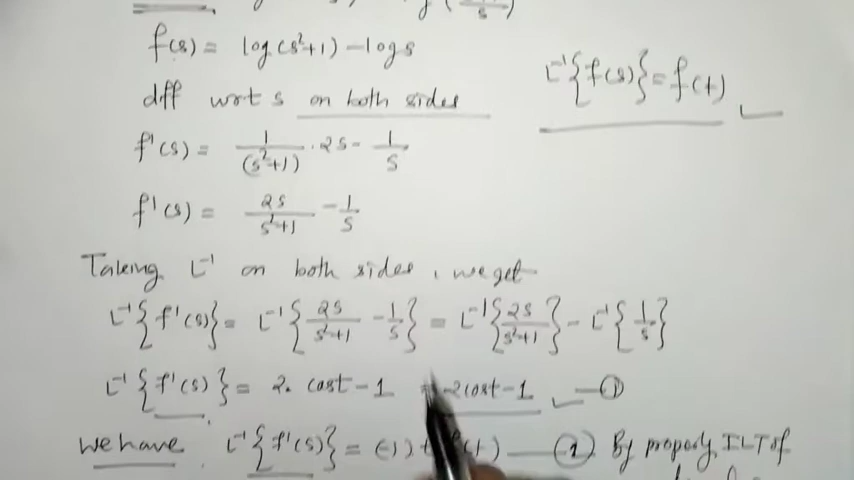 f(s) = log(s²+1) - log s
L⁻¹{f(s)} = f(t)
diff wrt s on both sides
f'(s) = 1/(s²+1) · 2s - 1/s
f'(s) = 2s/s²+1 - 1/s
Taking L⁻¹ on both sides, we get
L⁻¹{f'(s)} = L⁻¹{2s/s²+1 - 1/s} = L⁻¹{2s/s²+1} - L⁻¹{1/s}
L⁻¹{f'(s)} = 2. cost - 1 = 2cost - 1 — ①
we have L⁻¹{f'(s)} = (-1) t f(t) — By property ILT of